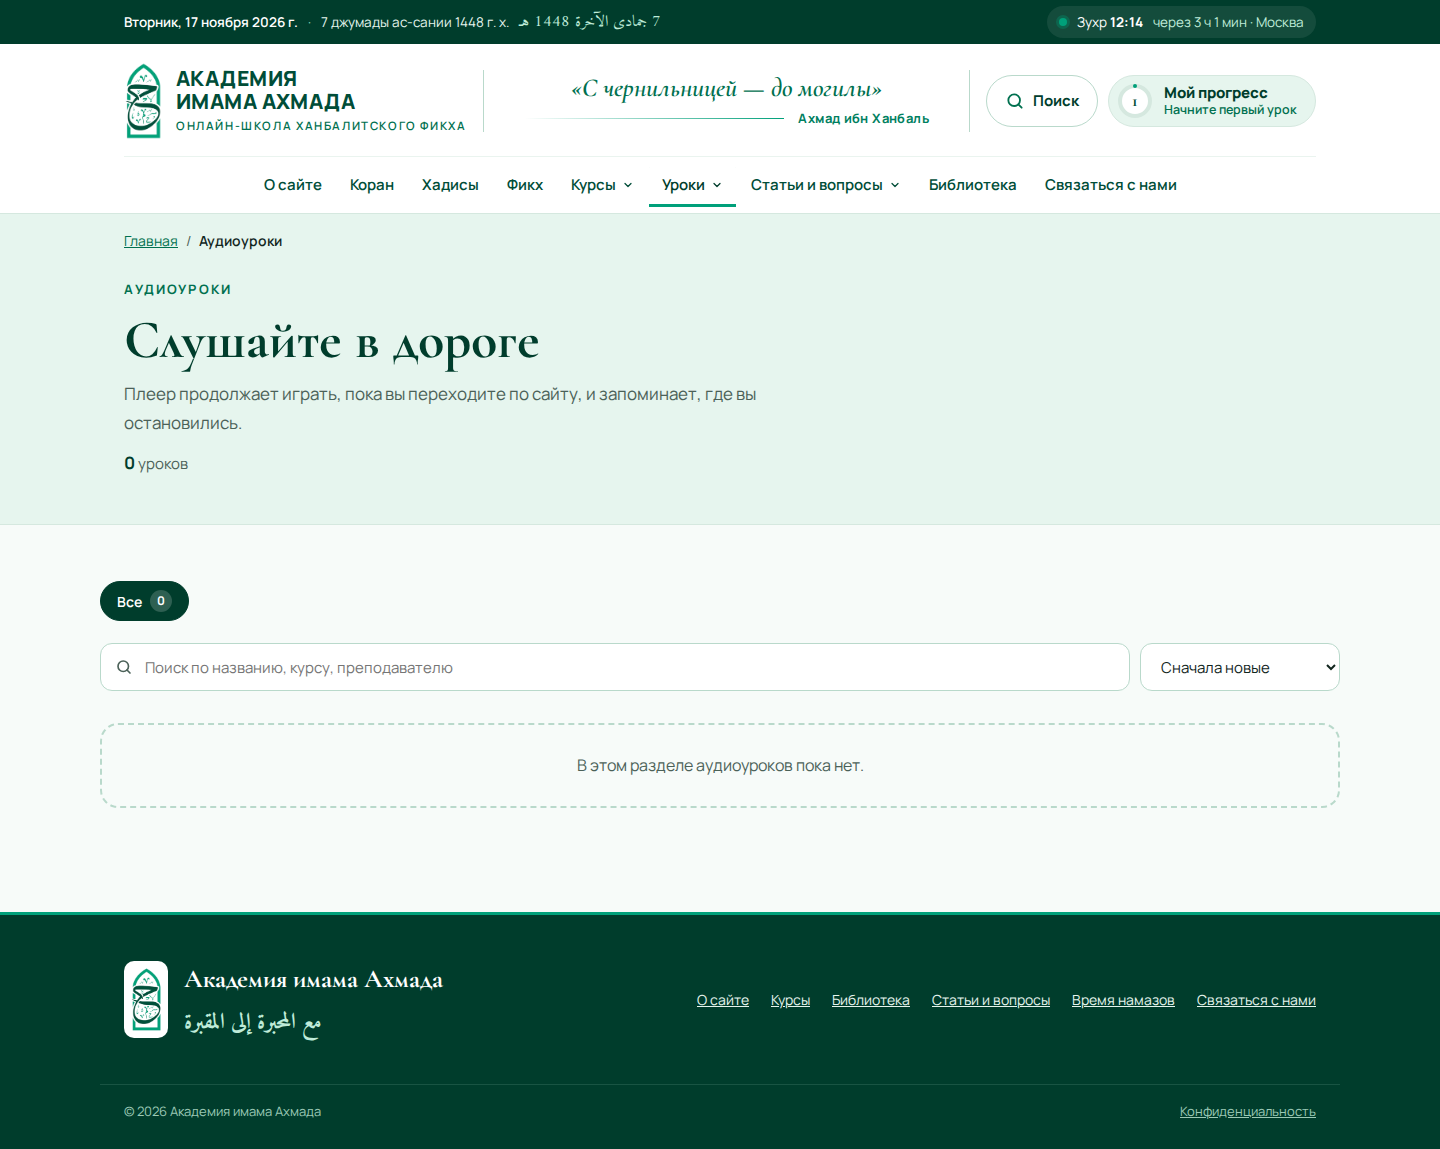 Вторник, 17 ноября 2026 г. · 7 джумады ас-сании 1448 г. х. 7 جمادى الآخرة 1448 هـ
Зухр 12:14 через 3 ч 1 мин · Москва
АКАДЕМИЯ
ИМАМА АХМАДА
ОНЛАЙН-ШКОЛА ХАНБАЛИТСКОГО ФИКХА
«С чернильницей — до могилы»
Ахмад ибн Ханбаль
Поиск
1
Мой прогресс
Начните первый урок
О сайте Коран Хадисы Фикх Курсы Уроки Статьи и вопросы Библиотека Связаться с нами
Главная / Аудиоуроки
АУДИОУРОКИ
Слушайте в дороге
Плеер продолжает играть, пока вы переходите по сайту, и запоминает, где вы
остановились.
0 уроков
Все 0
Поиск по названию, курсу, преподавателю
Сначала новые
В этом разделе аудиоуроков пока нет.
Академия имама Ахмада
مع المحبرة إلى المقبرة
О сайте Курсы Библиотека Статьи и вопросы Время намазов Связаться с нами
© 2026 Академия имама Ахмада
Конфиденциальность